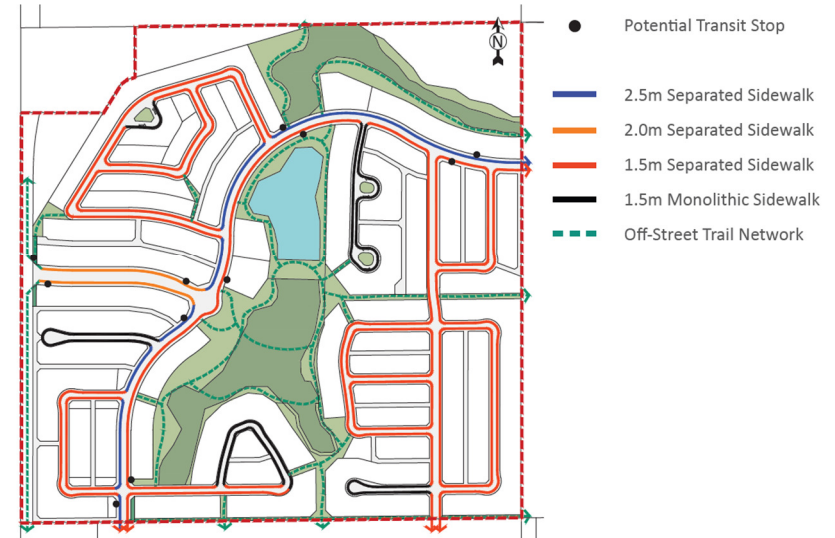 N
Potential Transit Stop
2.5m Separated Sidewalk
2.0m Separated Sidewalk
1.5m Separated Sidewalk
1.5m Monolithic Sidewalk
Off-Street Trail Network